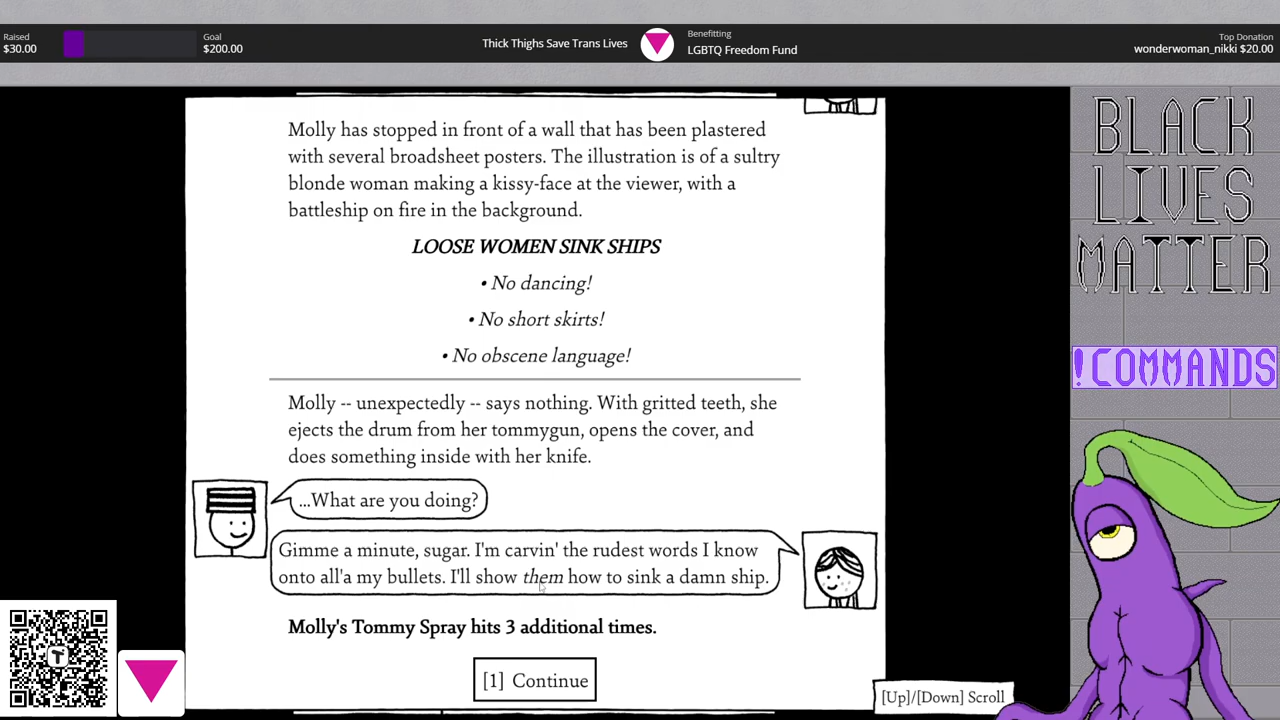 Raised
$30.00
Goal
$200.00
Thick Thighs Save Trans Lives
Benefitting
LGBTQ Freedom Fund
Top Donation
wonderwoman_nikki $20.00
Molly has stopped in front of a wall that has been plastered
with several broadsheet posters. The illustration is of a sultry
blonde woman making a kissy-face at the viewer, with a
battleship on fire in the background.
LOOSE WOMEN SINK SHIPS
• No dancing!
• No short skirts!
• No obscene language!
Molly -- unexpectedly -- says nothing. With gritted teeth, she
ejects the drum from her tommygun, opens the cover, and
does something inside with her knife.
...What are you doing?
Gimme a minute, sugar. I'm carvin' the rudest words I know
onto all'a my bullets. I'll show them how to sink a damn ship.
Molly's Tommy Spray hits 3 additional times.
[1] Continue
[Up]/[Down] Scroll
BLACK
LIVES
MATTER
!COMMANDS
T